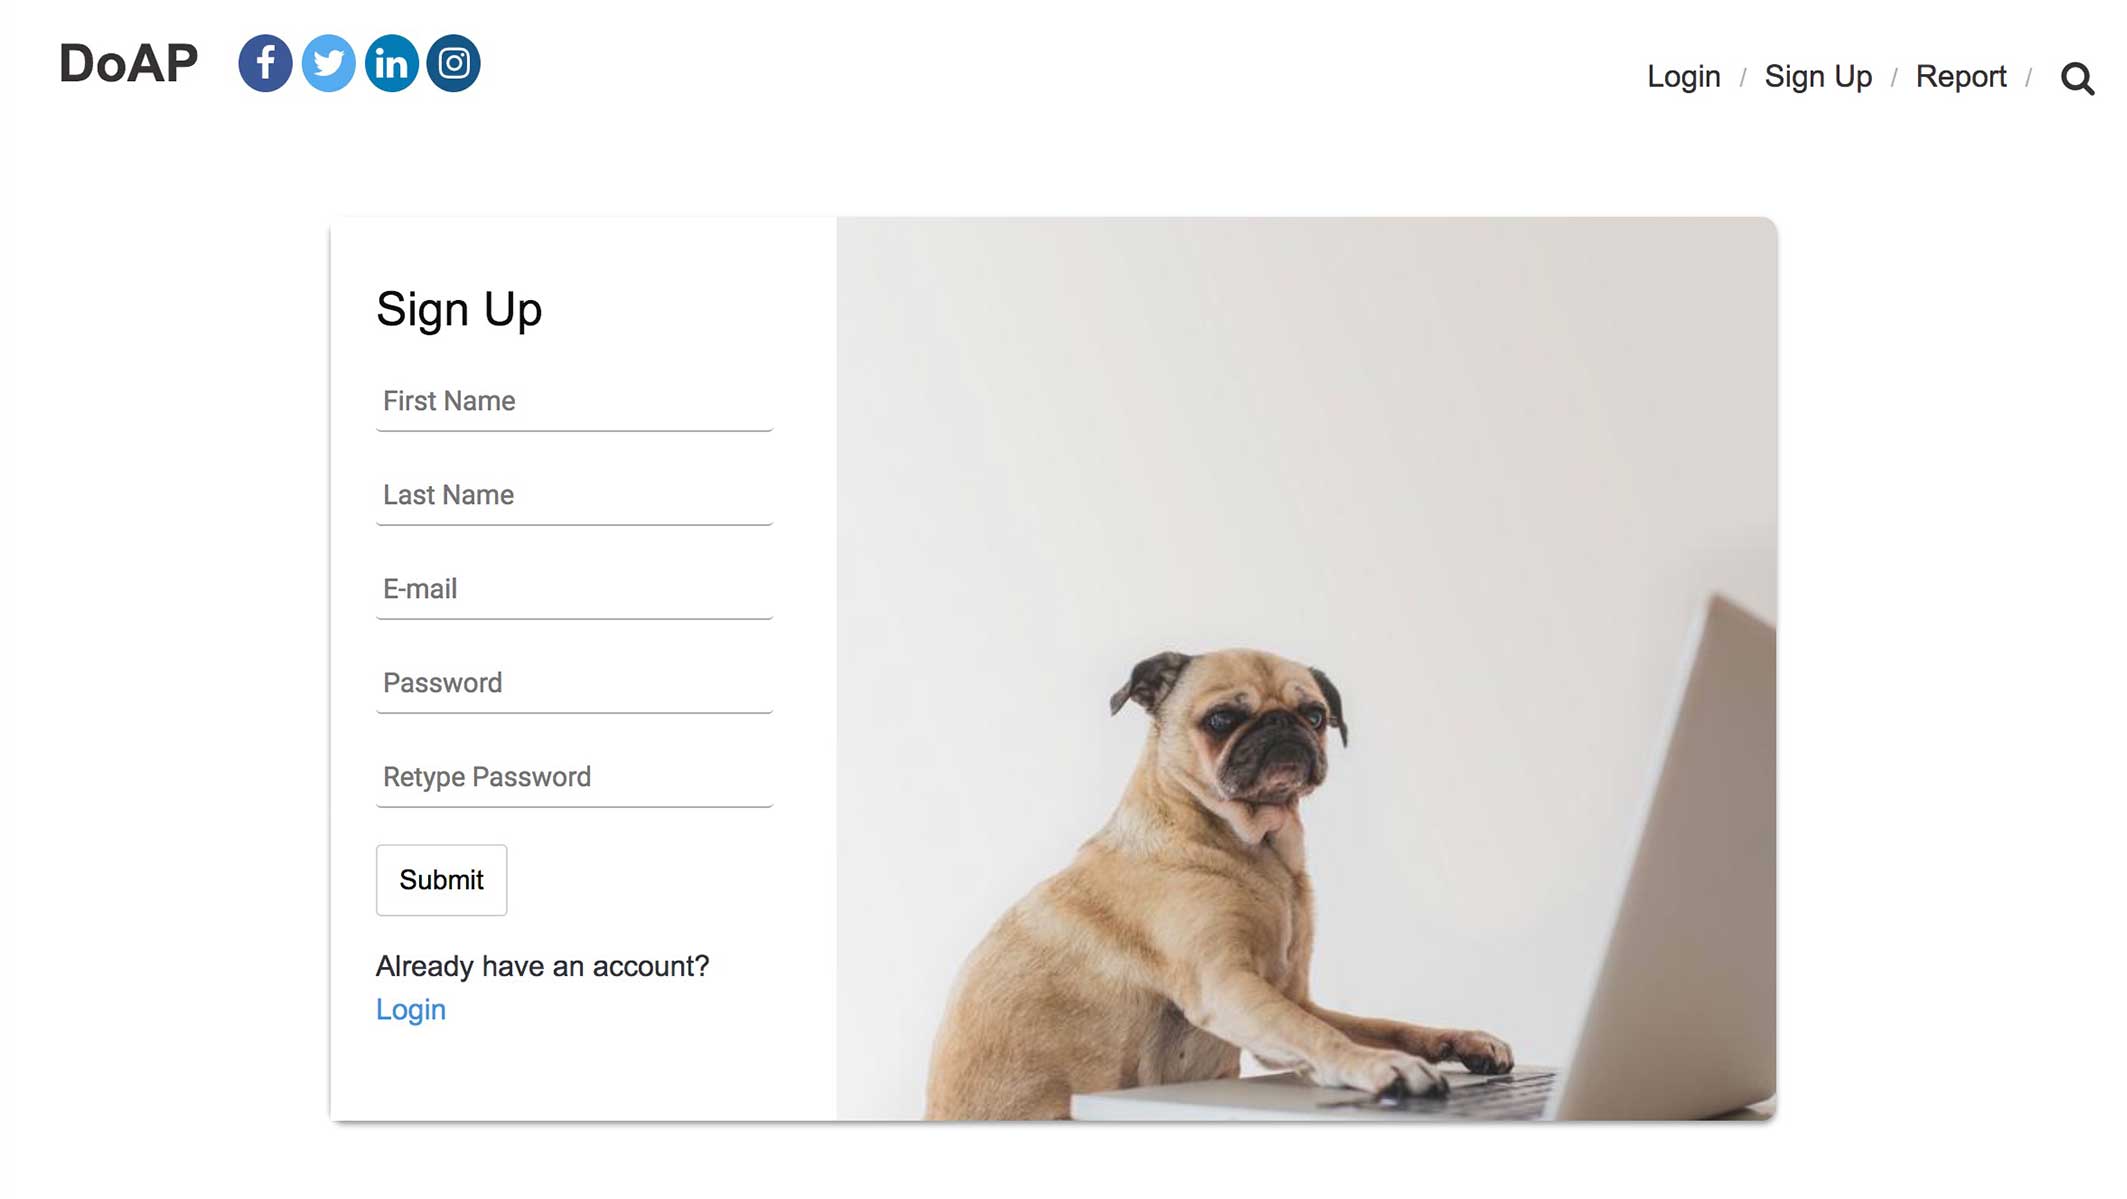 DoAP
Login / Sign Up / Report /
Sign Up
First Name
Last Name
E-mail
Password
Retype Password
Submit
Already have an account?
Login